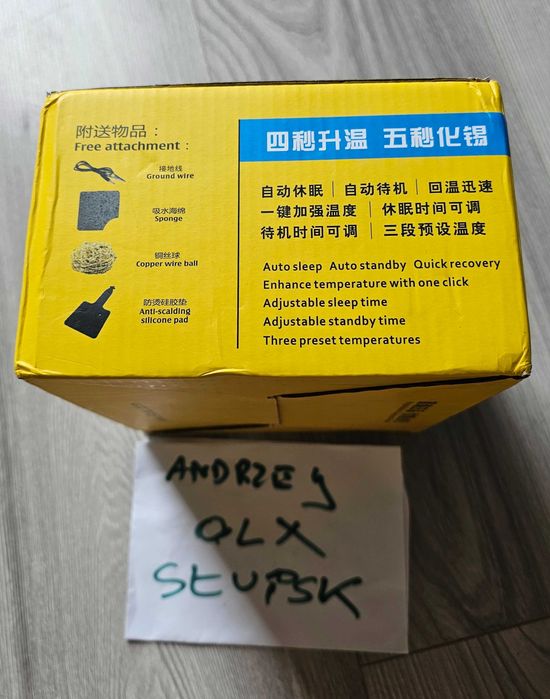 附送物品：
Free attachment：
接地线
Ground wire
吸水海绵
Sponge
铜丝球
Copper wire ball
防烫硅胶垫
Anti-scalding
silicone pad
四秒升温 五秒化锡
自动休眠 | 自动待机 | 回温迅速
一键加强温度 | 休眠时间可调
待机时间可调 | 三段预设温度
Auto sleep Auto standby Quick recovery
Enhance temperature with one click
Adjustable sleep time
Adjustable standby time
Three preset temperatures
ANDRZEJ
OLX
SŁUPSK